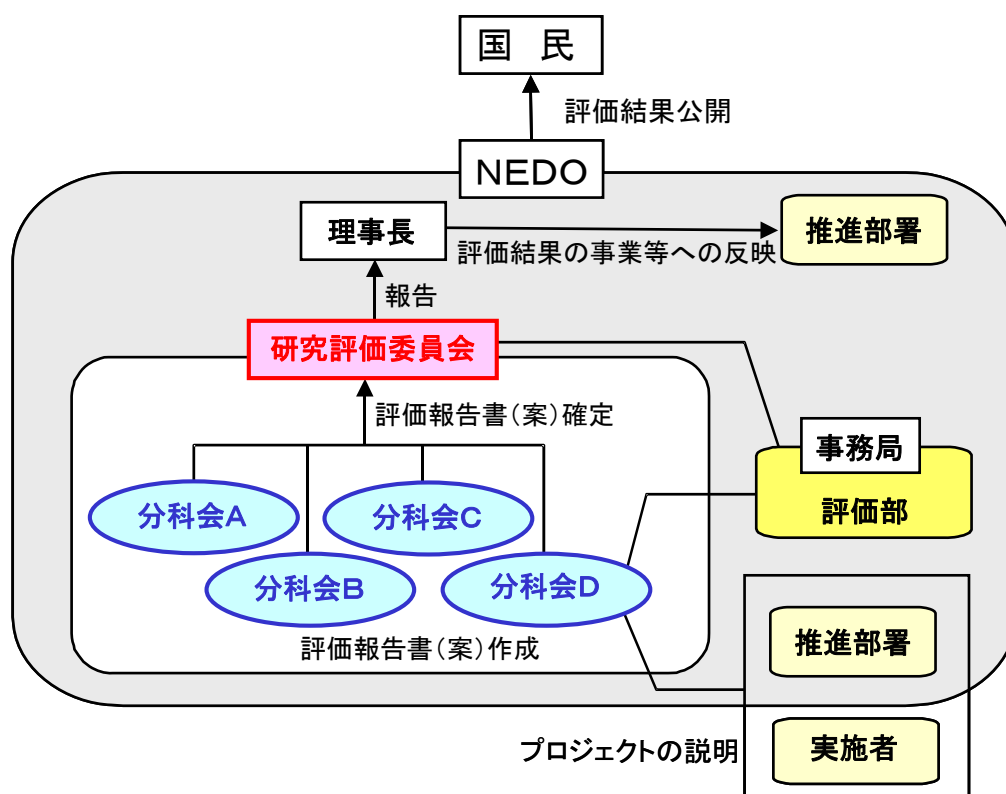 国 民
評価結果公開
NEDO
理事長
推進部署
評価結果の事業等への反映
報告
研究評価委員会
評価報告書(案)確定
事務局
評価部
分科会A
分科会C
分科会B
分科会D
評価報告書(案)作成
推進部署
プロジェクトの説明
実施者